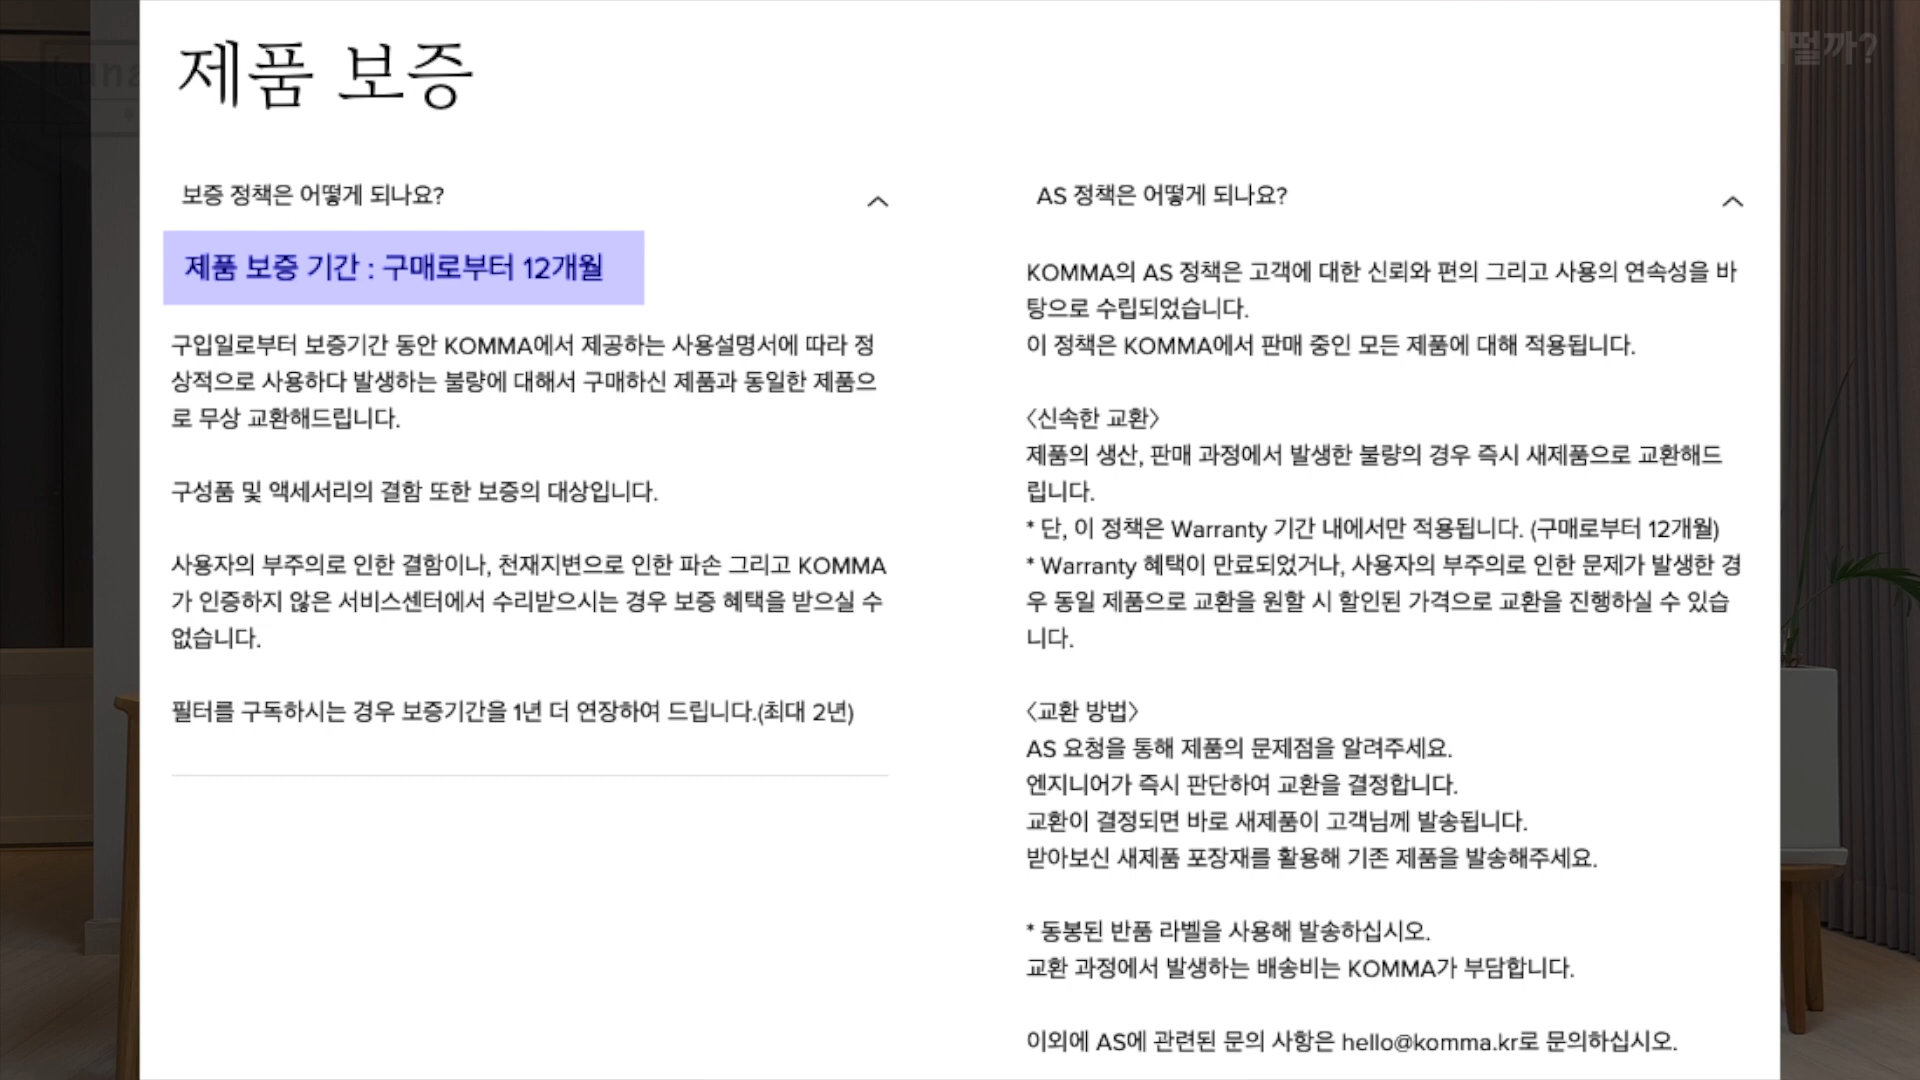 제품 보증
보증 정책은 어떻게 되나요?
제품 보증 기간 : 구매로부터 12개월
구입일로부터 보증기간 동안 KOMMA에서 제공하는 사용설명서에 따라 정
상적으로 사용하다 발생하는 불량에 대해서 구매하신 제품과 동일한 제품으
로 무상 교환해드립니다.
구성품 및 액세서리의 결함 또한 보증의 대상입니다.
사용자의 부주의로 인한 결함이나, 천재지변으로 인한 파손 그리고 KOMMA
가 인증하지 않은 서비스센터에서 수리받으시는 경우 보증 혜택을 받으실 수
없습니다.
필터를 구독하시는 경우 보증기간을 1년 더 연장하여 드립니다.(최대 2년)
AS 정책은 어떻게 되나요?
KOMMA의 AS 정책은 고객에 대한 신뢰와 편의 그리고 사용의 연속성을 바
탕으로 수립되었습니다.
이 정책은 KOMMA에서 판매 중인 모든 제품에 대해 적용됩니다.
<신속한 교환>
제품의 생산, 판매 과정에서 발생한 불량의 경우 즉시 새제품으로 교환해드
립니다.
* 단, 이 정책은 Warranty 기간 내에서만 적용됩니다. (구매로부터 12개월)
* Warranty 혜택이 만료되었거나, 사용자의 부주의로 인한 문제가 발생한 경
우 동일 제품으로 교환을 원할 시 할인된 가격으로 교환을 진행하실 수 있습
니다.
<교환 방법>
AS 요청을 통해 제품의 문제점을 알려주세요.
엔지니어가 즉시 판단하여 교환을 결정합니다.
교환이 결정되면 바로 새제품이 고객님께 발송됩니다.
받아보신 새제품 포장재를 활용해 기존 제품을 발송해주세요.
* 동봉된 반품 라벨을 사용해 발송하십시오.
교환 과정에서 발생하는 배송비는 KOMMA가 부담합니다.
이외에 AS에 관련된 문의 사항은 hello@komma.kr로 문의하십시오.